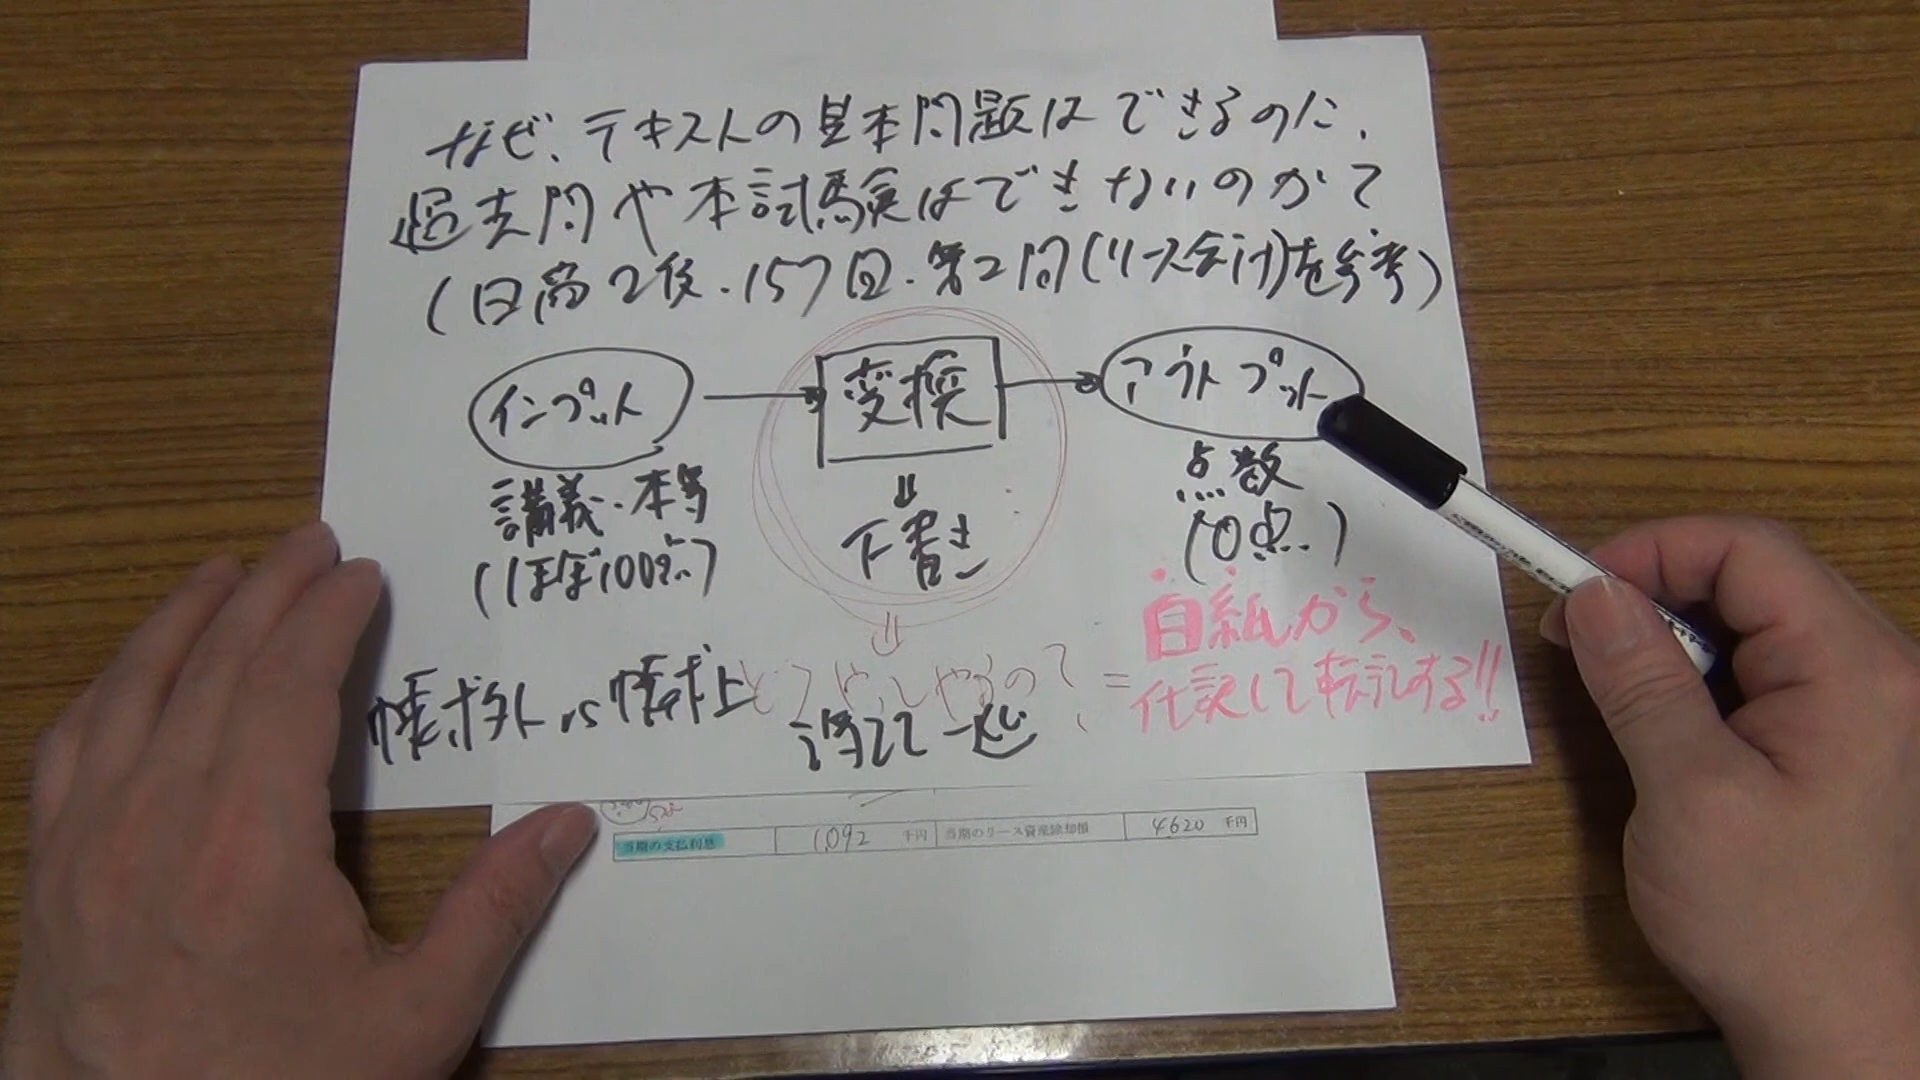 なぜ、テキストの基本問題はできるのに、
過去問や本試験はできないのか?
(日商2級・157回・第2問(リース会計)を参考)
インプット
変換
アウトプット
講義・本等
(ほぼ100%)
下書き
点数
(0点)
どうやってやるの?
=
白紙から、
仕訳して転記する!!
帳簿外 vs 帳簿上
当期の支払利息
1,092 千円
当期のリース資産除却損
4620 千円